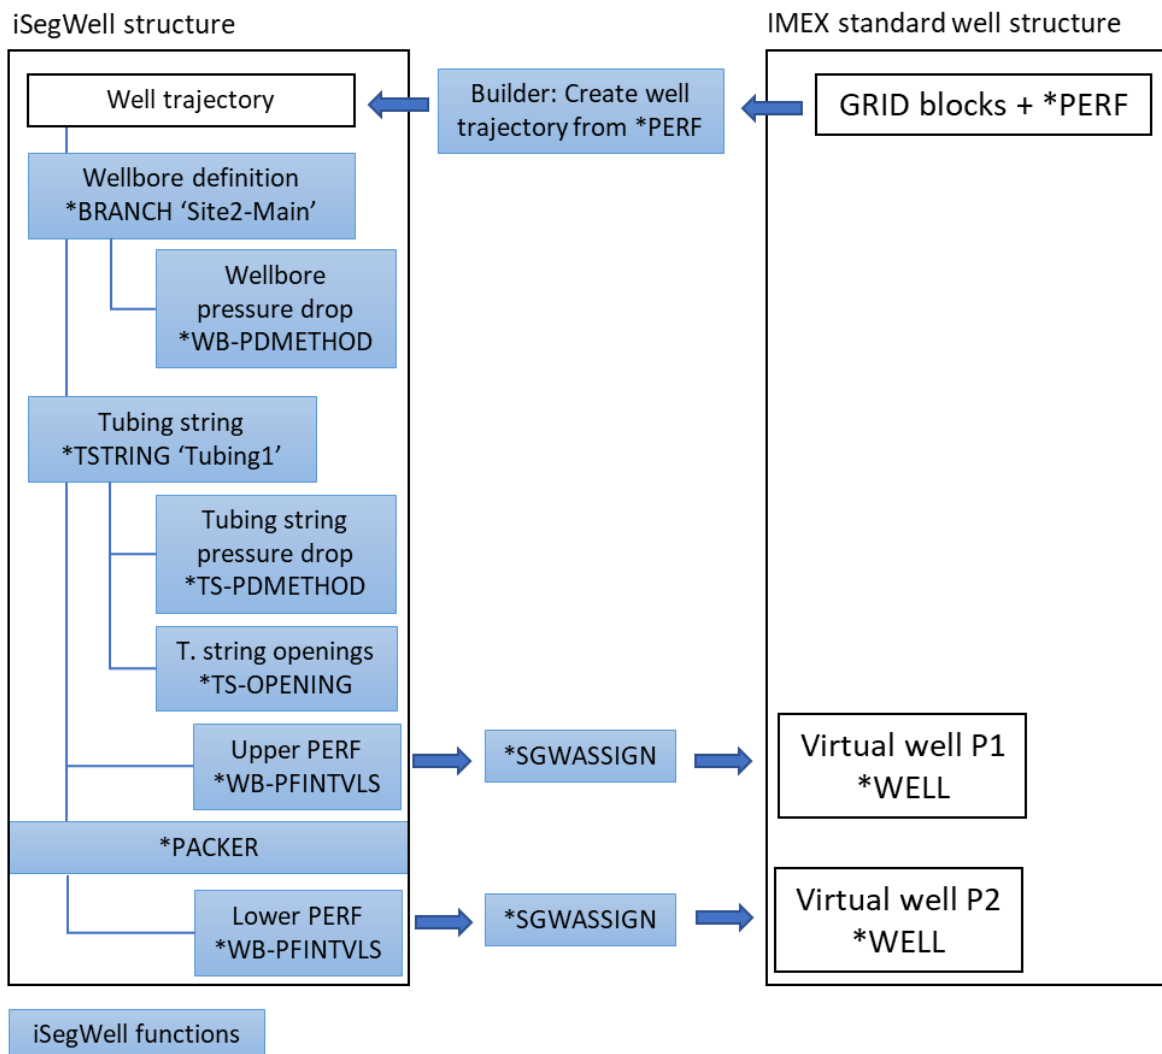 iSegWell structure
IMEX standard well structure
Well trajectory
Builder: Create well
trajectory from *PERF
GRID blocks + *PERF
Wellbore definition
*BRANCH ‘Site2-Main’
Wellbore
pressure drop
*WB-PDMETHOD
Tubing string
*TSTRING ‘Tubing1’
Tubing string
pressure drop
*TS-PDMETHOD
T. string openings
*TS-OPENING
Upper PERF
*WB-PFINTVLS
*SGWASSIGN
Virtual well P1
*WELL
*PACKER
Lower PERF
*WB-PFINTVLS
*SGWASSIGN
Virtual well P2
*WELL
iSegWell functions